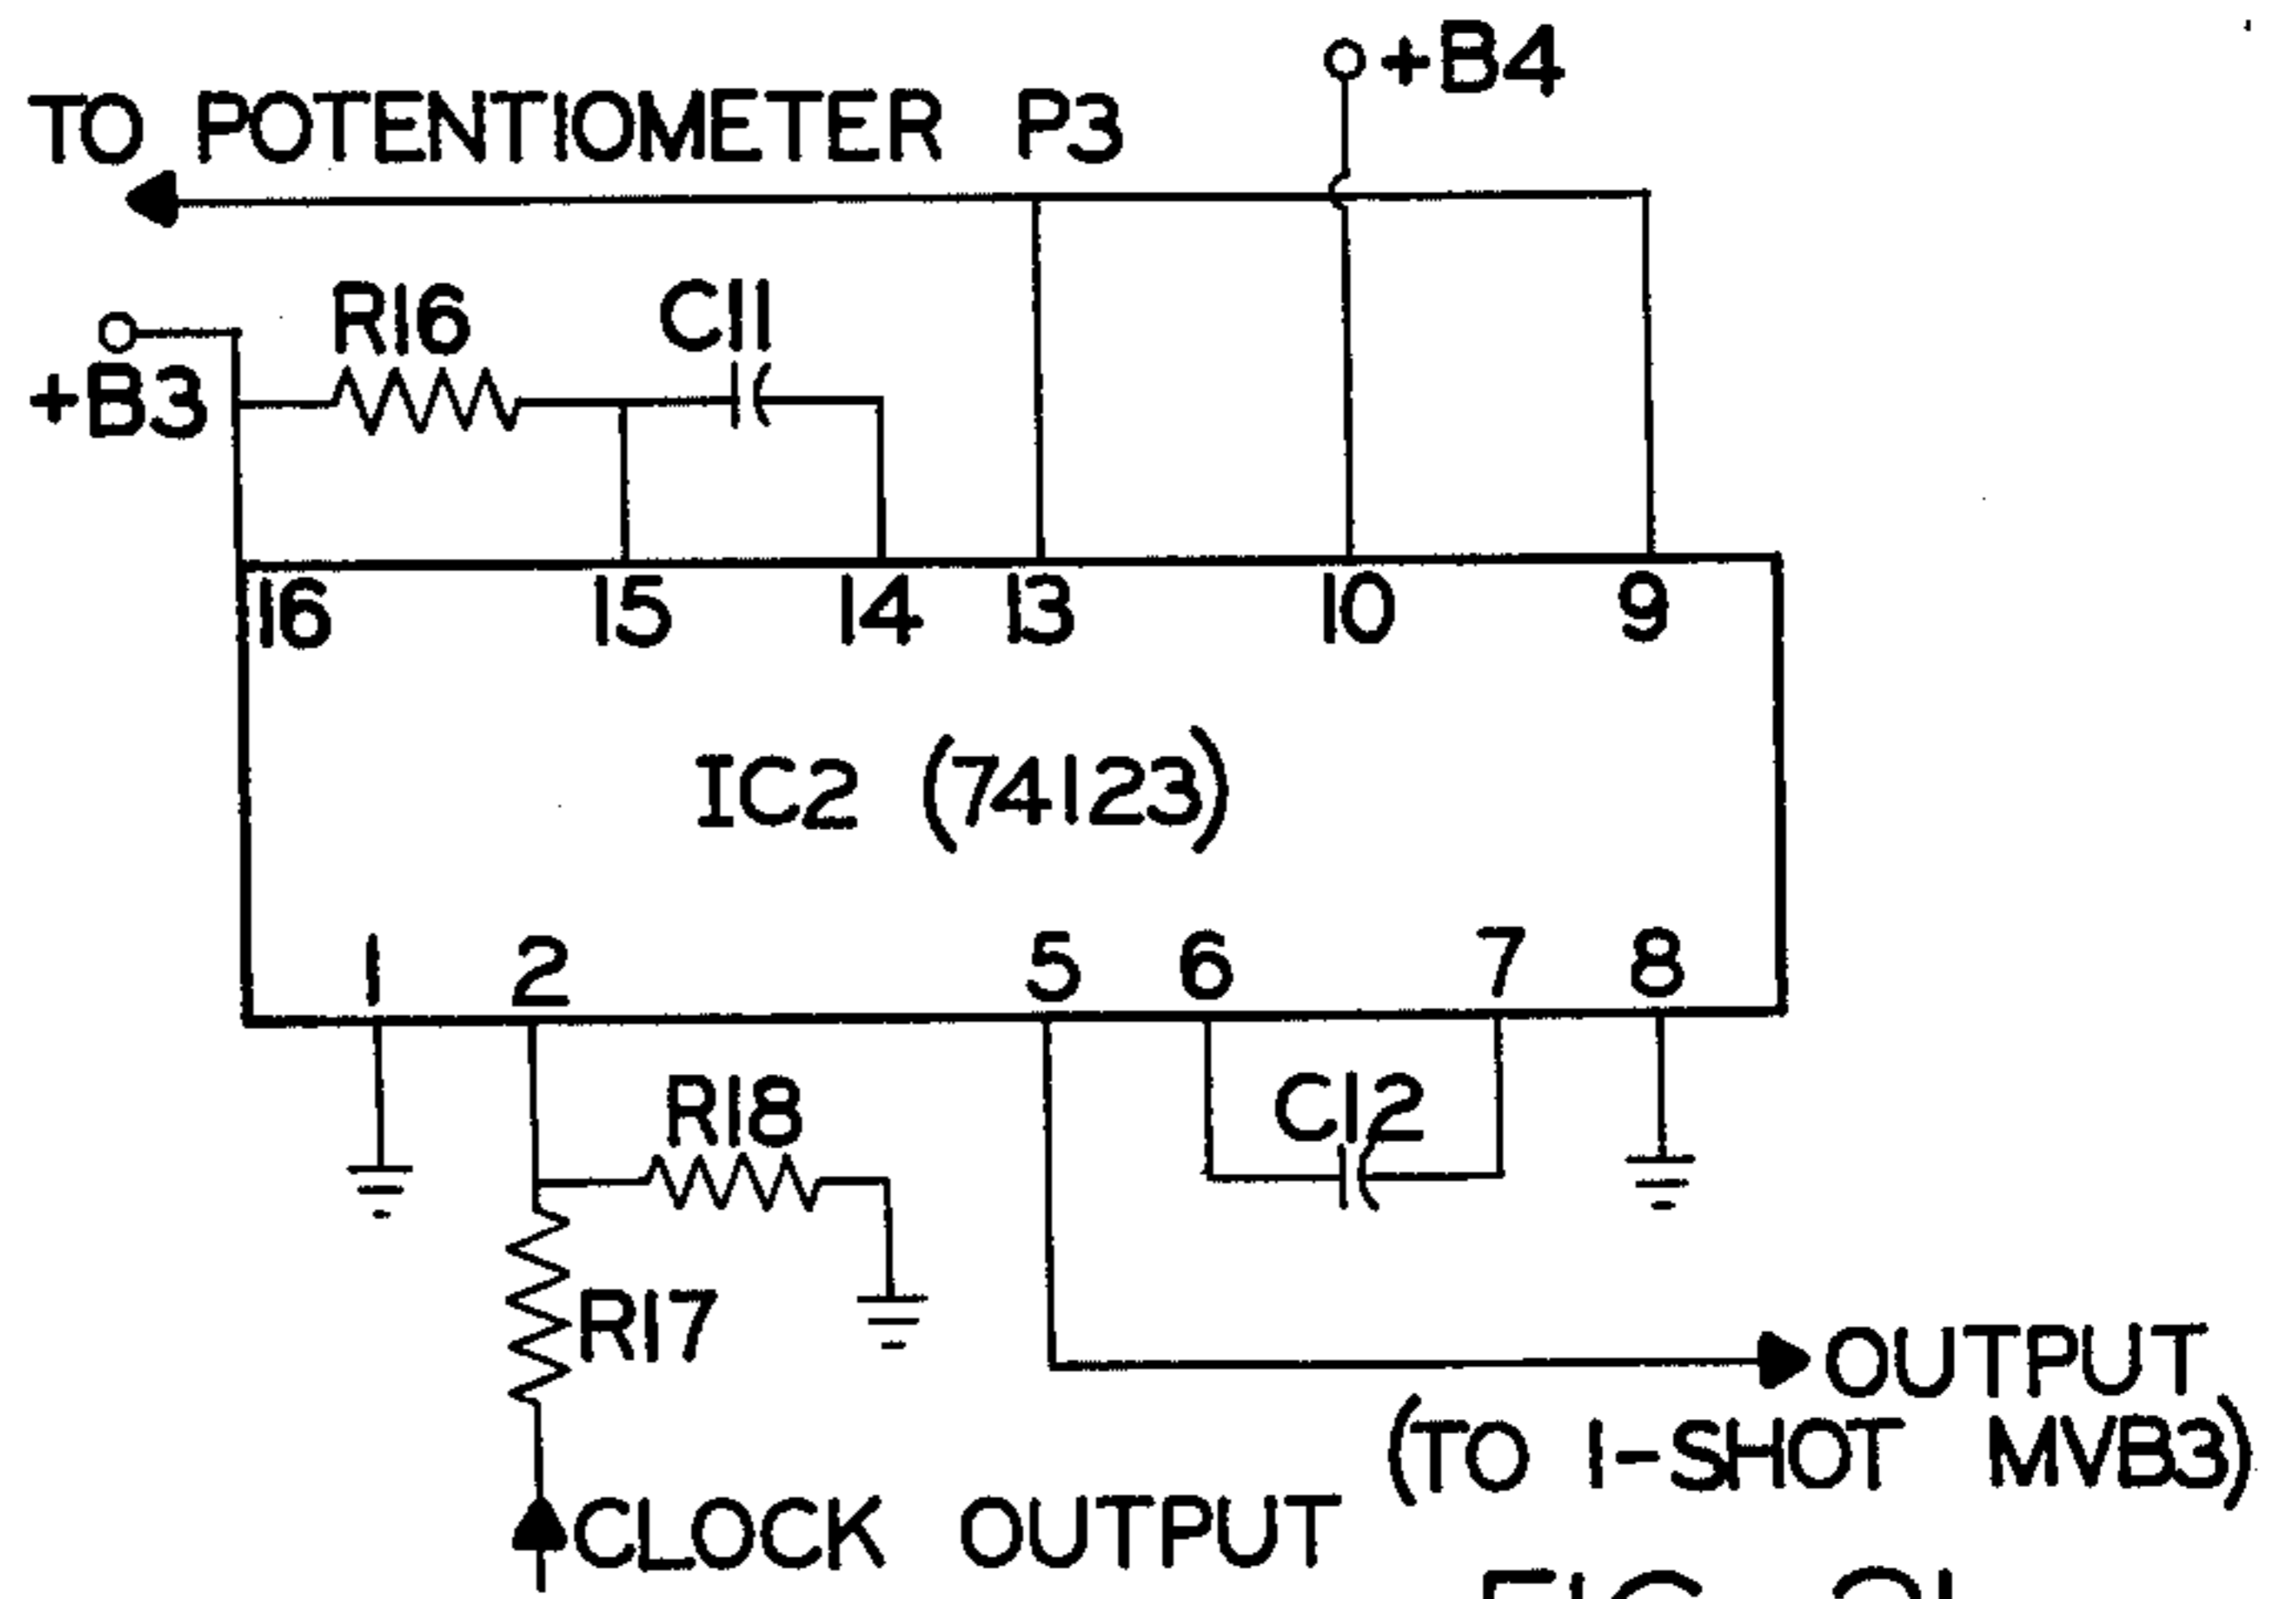 +B4
TO POTENTIOMETER P3
R16
C11
+B3
16 15 14 13 10 9
IC2 (74123)
1 2 5 6 7 8
R18
C12
R17
OUTPUT
(TO 1-SHOT MVB3)
CLOCK OUTPUT